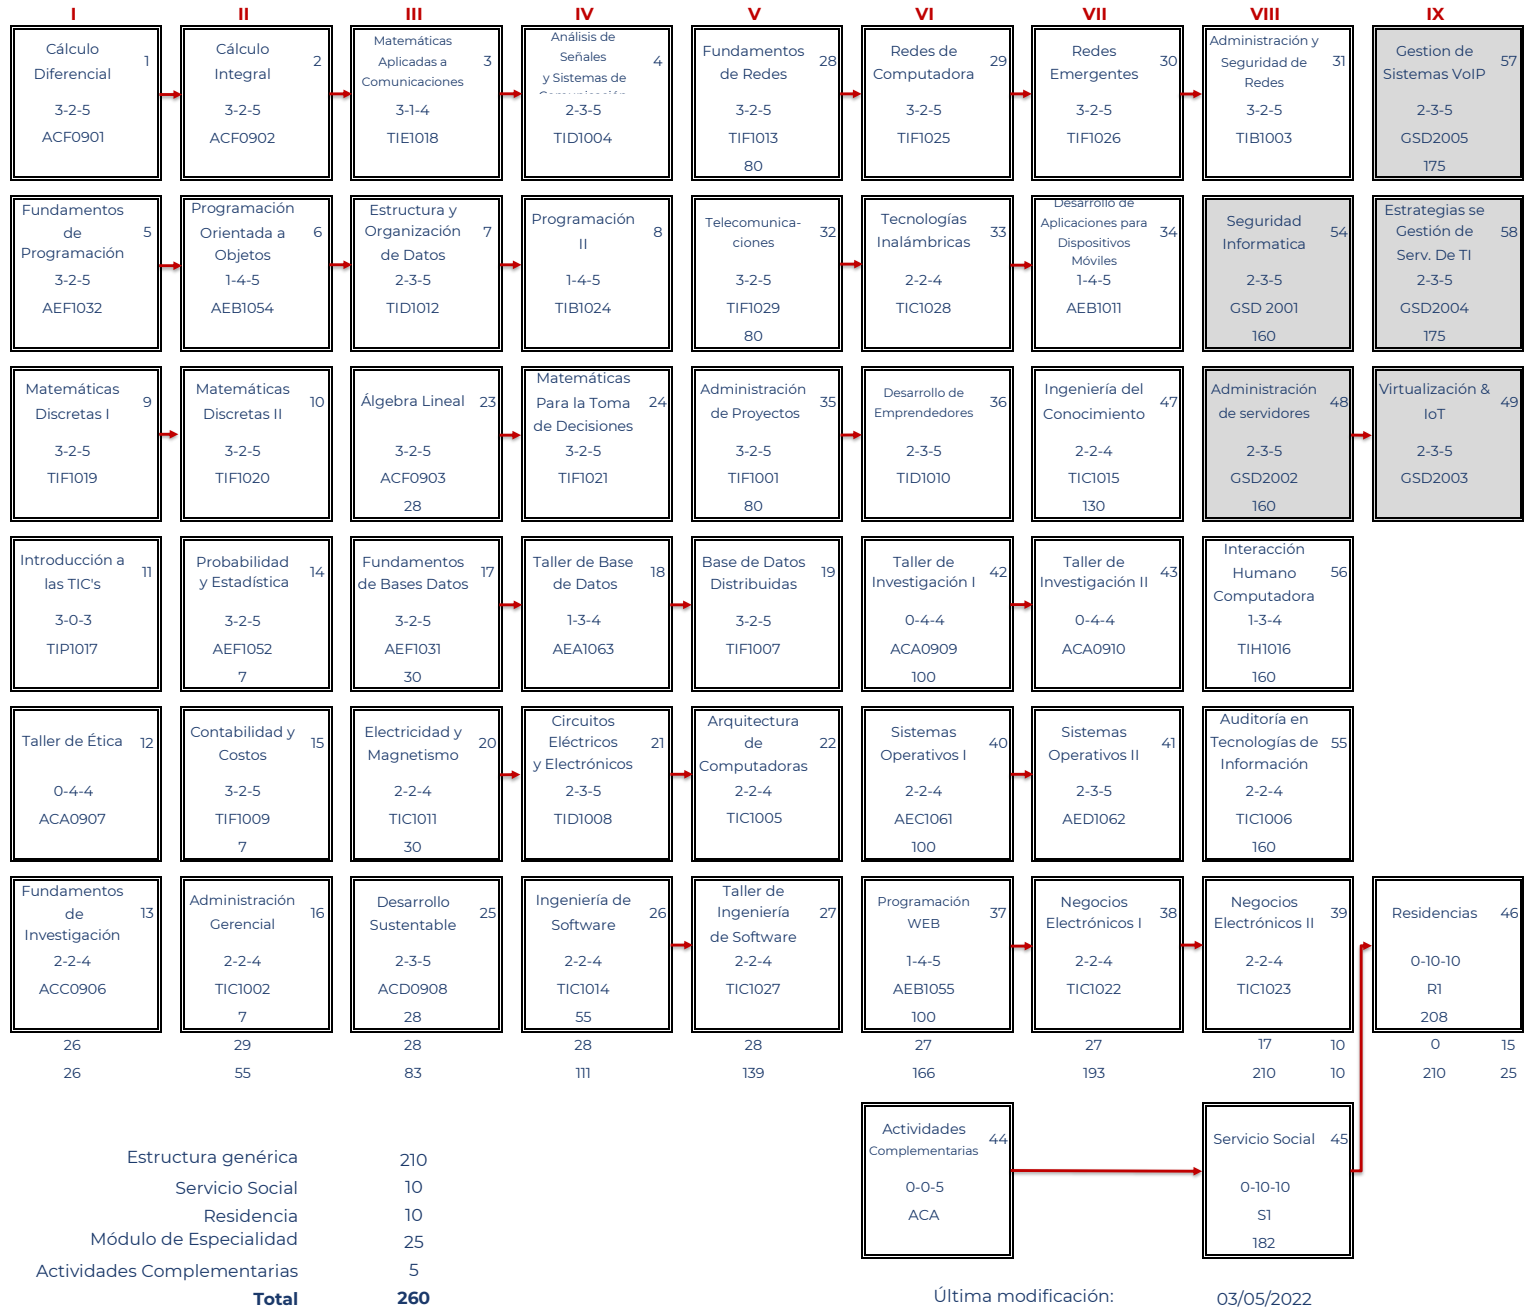 I II III IV V VI VII VIII IX
Cálculo
Diferencial
1
3-2-5
ACF0901
Cálculo
Integral
2
3-2-5
ACF0902
Matemáticas
Aplicadas a
Comunicaciones
3
3-1-4
TIE1018
Análisis de
Señales
y Sistemas de
4
2-3-5
TID1004
Fundamentos
de Redes
28
3-2-5
TIF1013
80
Redes de
Computadora
29
3-2-5
TIF1025
Redes
Emergentes
30
3-2-5
TIF1026
Administración y
Seguridad de
Redes
31
3-2-5
TIB1003
Gestion de
Sistemas VoIP
57
2-3-5
GSD2005
175
Fundamentos
de
Programación
5
3-2-5
AEF1032
Programación
Orientada a
Objetos
6
1-4-5
AEB1054
Estructura y
Organización
de Datos
7
2-3-5
TID1012
Programación
II
8
1-4-5
TIB1024
Telecomunica-
ciones
32
3-2-5
TIF1029
80
Tecnologías
Inalámbricas
33
2-2-4
TIC1028
Desarrollo de
Aplicaciones para
Dispositivos
Móviles
34
1-4-5
AEB1011
Seguridad
Informatica
54
2-3-5
GSD 2001
160
Estrategias se
Gestión de
Serv. De TI
58
2-3-5
GSD2004
175
Matemáticas
Discretas I
9
3-2-5
TIF1019
Matemáticas
Discretas II
10
3-2-5
TIF1020
Álgebra Lineal
23
3-2-5
ACF0903
28
Matemáticas
Para la Toma
de Decisiones
24
3-2-5
TIF1021
Administración
de Proyectos
35
3-2-5
TIF1001
80
Desarrollo de
Emprendedores
36
2-3-5
TID1010
Ingeniería del
Conocimiento
47
2-2-4
TIC1015
130
Administración
de servidores
48
2-3-5
GSD2002
160
Virtualización &
IoT
49
2-3-5
GSD2003
Introducción a
las TIC's
11
3-0-3
TIP1017
Probabilidad
y Estadística
14
3-2-5
AEF1052
7
Fundamentos
de Bases Datos
17
3-2-5
AEF1031
30
Taller de Base
de Datos
18
1-3-4
AEA1063
Base de Datos
Distribuidas
19
3-2-5
TIF1007
Taller de
Investigación I
42
0-4-4
ACA0909
100
Taller de
Investigación II
43
0-4-4
ACA0910
Interacción
Humano
Computadora
56
1-3-4
TIH1016
160
Taller de Ética
12
0-4-4
ACA0907
Contabilidad y
Costos
15
3-2-5
TIF1009
7
Electricidad y
Magnetismo
20
2-2-4
TIC1011
30
Circuitos
Eléctricos
y Electrónicos
21
2-3-5
TID1008
Arquitectura
de
Computadoras
22
2-2-4
TIC1005
Sistemas
Operativos I
40
2-2-4
AEC1061
100
Sistemas
Operativos II
41
2-3-5
AED1062
Auditoría en
Tecnologías de
Información
55
2-2-4
TIC1006
160
Fundamentos
de
Investigación
13
2-2-4
ACC0906
Administración
Gerencial
16
2-2-4
TIC1002
7
Desarrollo
Sustentable
25
2-3-5
ACD0908
28
Ingeniería de
Software
26
2-2-4
TIC1014
55
Taller de
Ingeniería
de Software
27
2-2-4
TIC1027
Programación
WEB
37
1-4-5
AEB1055
100
Negocios
Electrónicos I
38
2-2-4
TIC1022
Negocios
Electrónicos II
39
2-2-4
TIC1023
Residencias
46
0-10-10
R1
208
26 29 28 28 28 27 27 17 10 0 15
26 55 83 111 139 166 193 210 10 210 25
Actividades
Complementarias
44
0-0-5
ACA
Servicio Social
45
0-10-10
S1
182
Estructura genérica 210
Servicio Social 10
Residencia 10
Módulo de Especialidad 25
Actividades Complementarias 5
Total 260
Última modificación: 03/05/2022